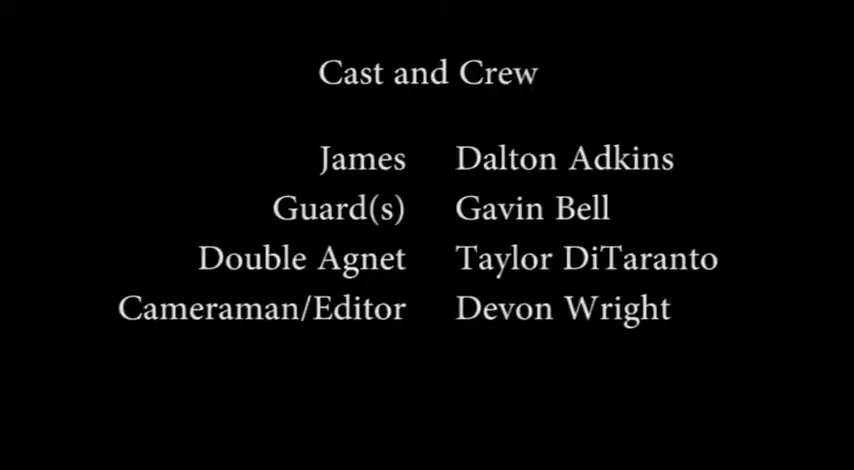 Cast and Crew
James Dalton Adkins
Guard(s) Gavin Bell
Double Agnet Taylor DiTaranto
Cameraman/Editor Devon Wright